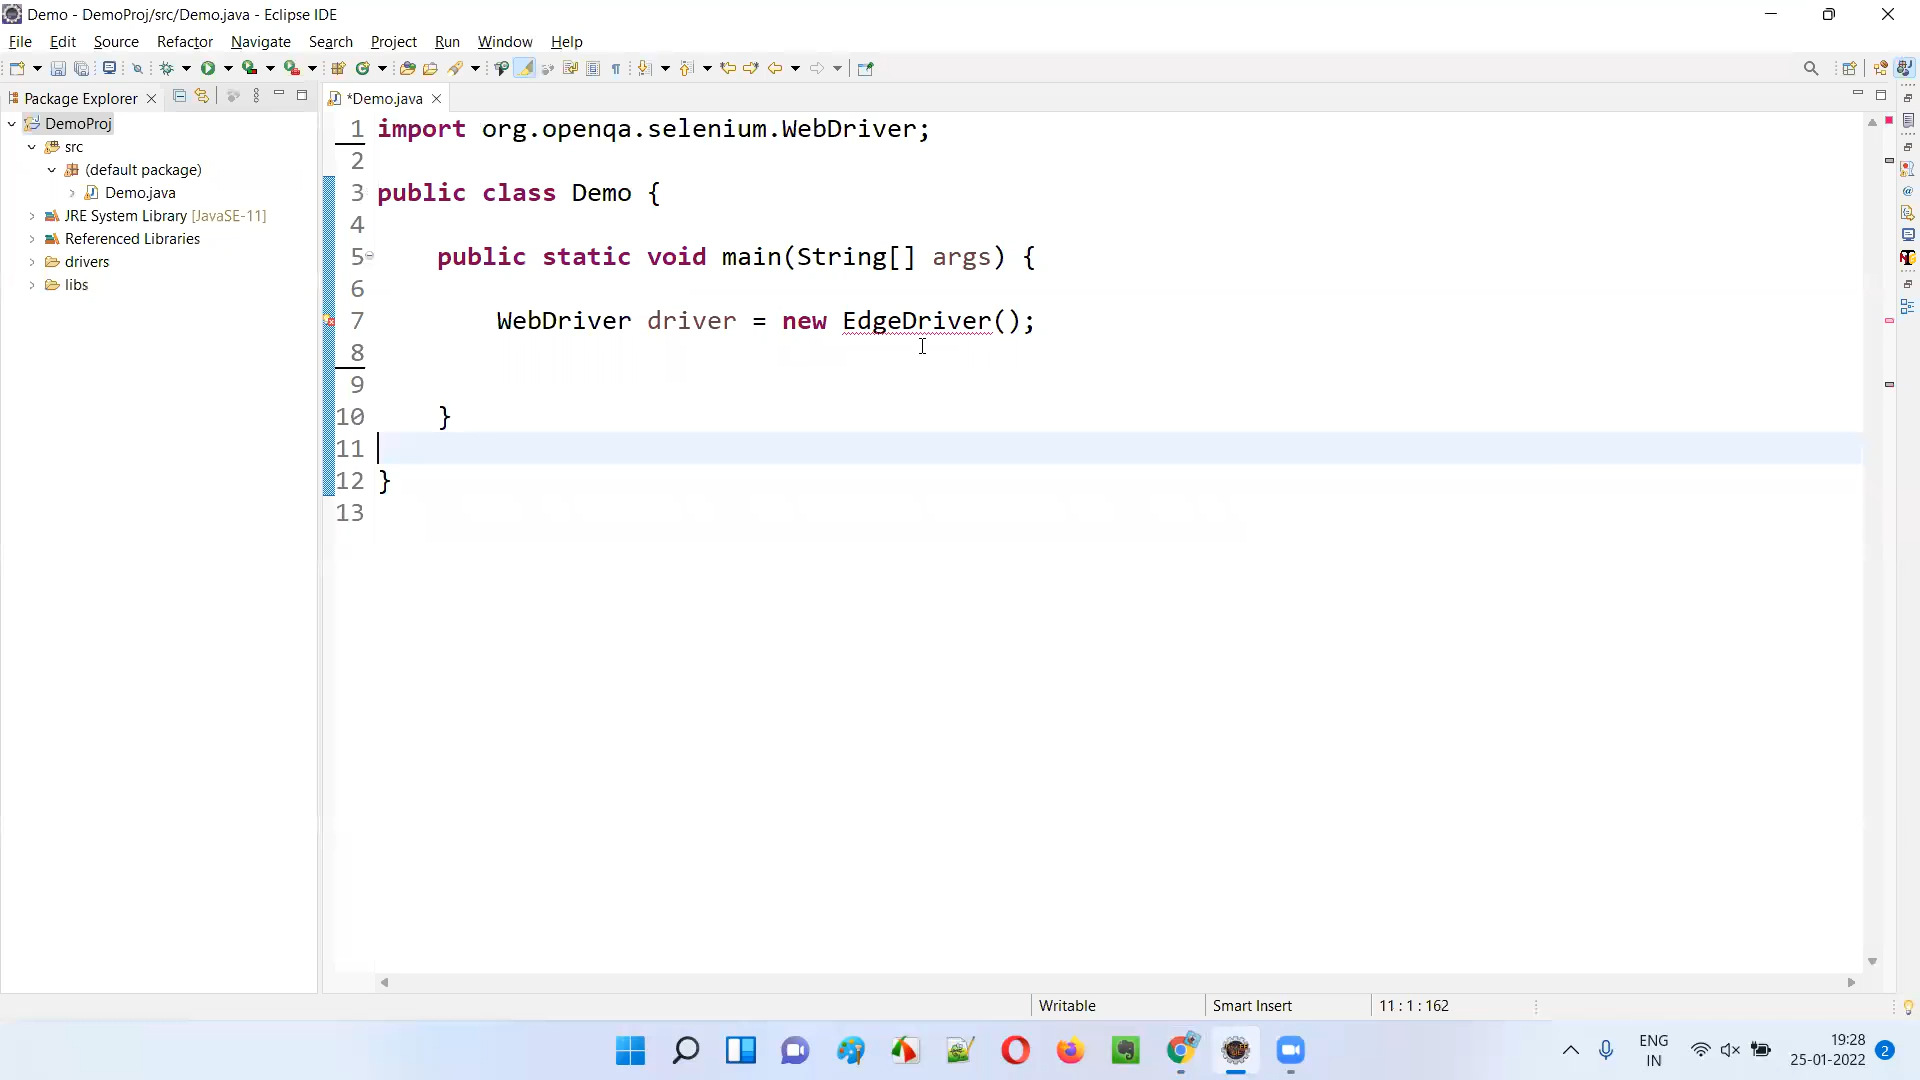 Demo - DemoProj/src/Demo.java - Eclipse IDE
File Edit Source Refactor Navigate Search Project Run Window Help
Package Explorer
*Demo.java
DemoProj
src
(default package)
Demo.java
JRE System Library [JavaSE-11]
Referenced Libraries
drivers
libs
1 import org.openqa.selenium.WebDriver;
2
3 public class Demo {
4
5 public static void main(String[] args) {
6
7 WebDriver driver = new EdgeDriver();
8
9
10 }
11
12 }
13
Writable
Smart Insert
11 : 1 : 162
ENG
IN
19:28
25-01-2022
2